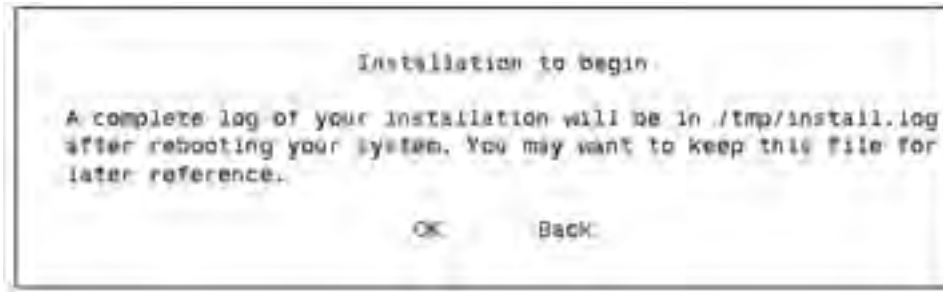 Installation to begin
A complete log of your installation will be in /tmp/install.log
after rebooting your system. You may want to keep this file for
later reference.
OK Back